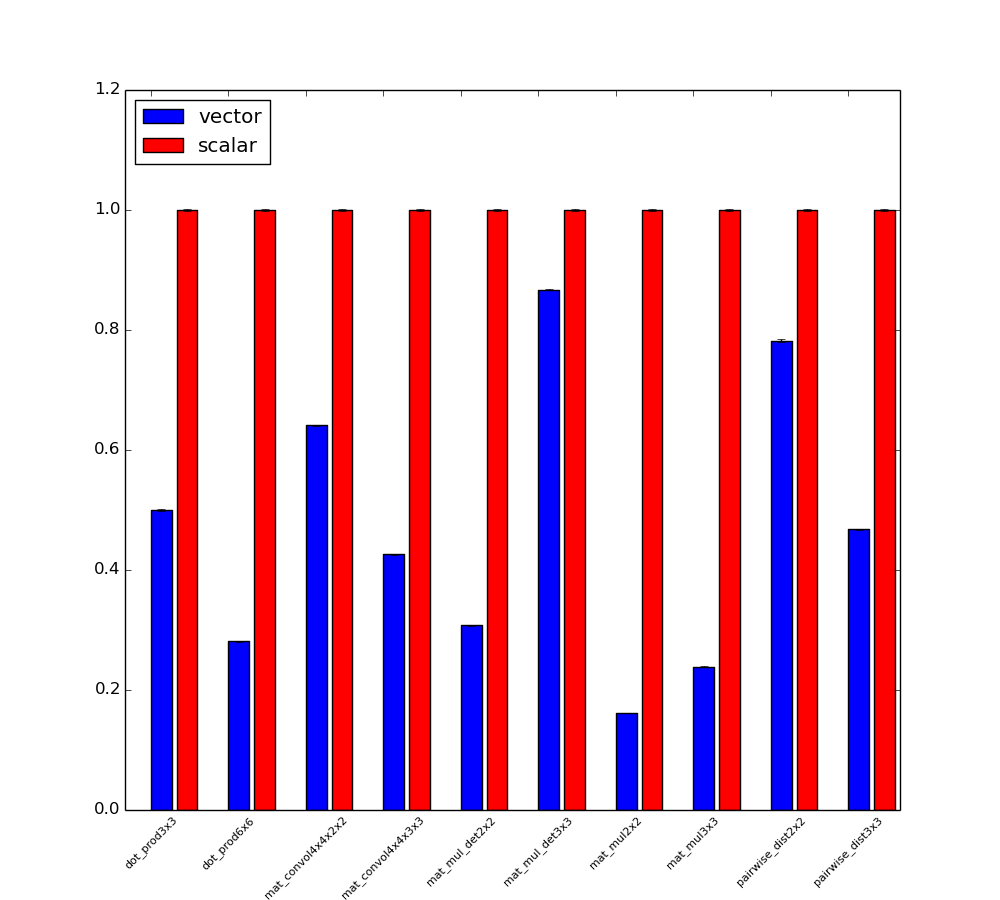 1.2
vector
scalar
1.0
0.8
0.6
0.4
0.2
0.0
dot_prod3x3
dot_prod6x6
mat_convol4x4x2x2
mat_convol4x4x3x3
mat_mul_det2x2
mat_mul_det3x3
mat_mul2x2
mat_mul3x3
pairwise_dist2x2
pairwise_dist3x3